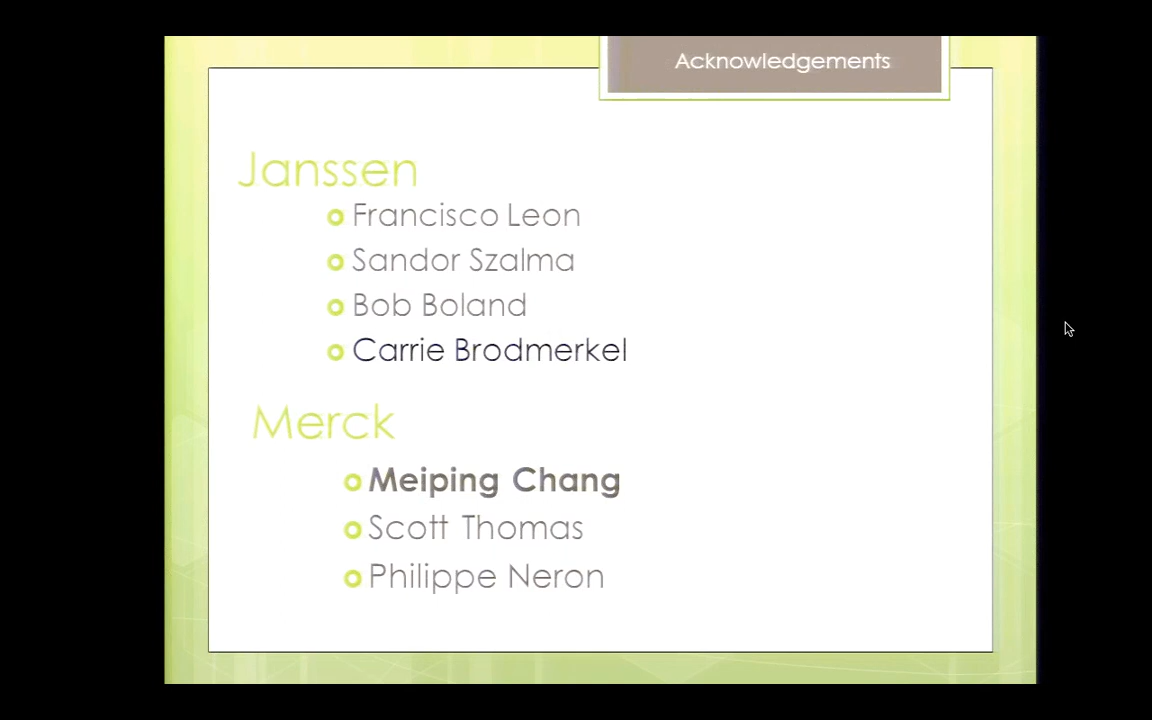 Acknowledgements
Janssen
Francisco Leon
Sandor Szalma
Bob Boland
Carrie Brodmerkel
Merck
Meiping Chang
Scott Thomas
Philippe Neron